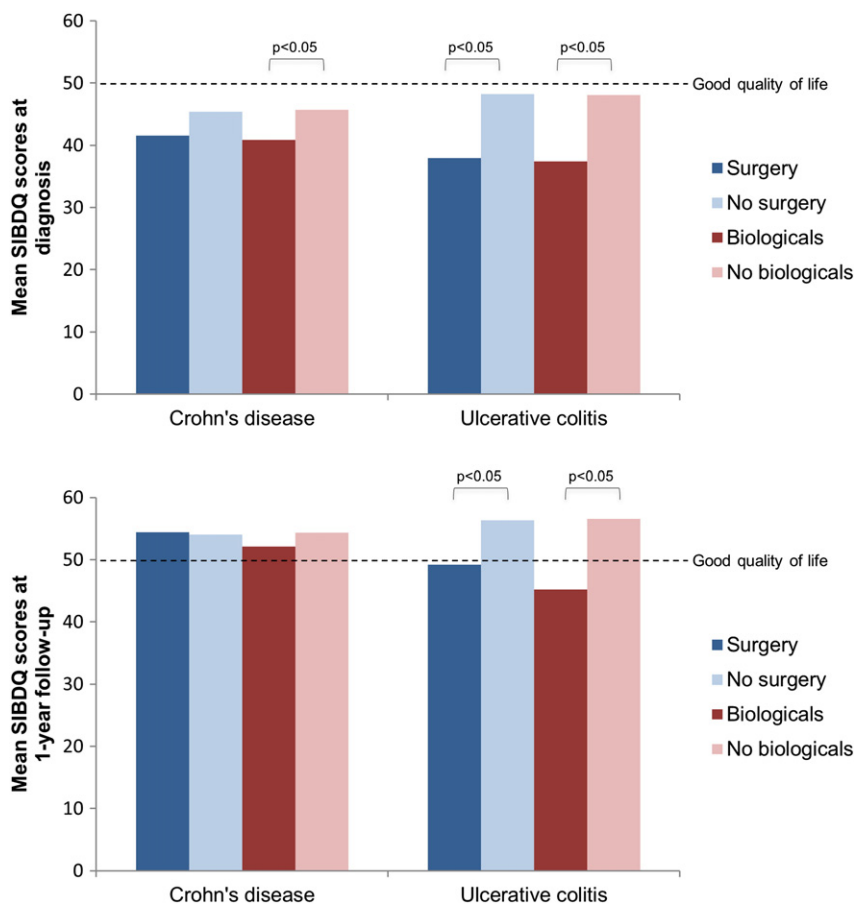 60
50
40
30
20
10
0
Mean SIBDQ scores at
diagnosis
p<0.05
p<0.05
p<0.05
Good quality of life
Surgery
No surgery
Biologicals
No biologicals
Crohn's disease
Ulcerative colitis
60
50
40
30
20
10
0
Mean SIBDQ scores at
1-year follow-up
p<0.05
p<0.05
Good quality of life
Surgery
No surgery
Biologicals
No biologicals
Crohn's disease
Ulcerative colitis